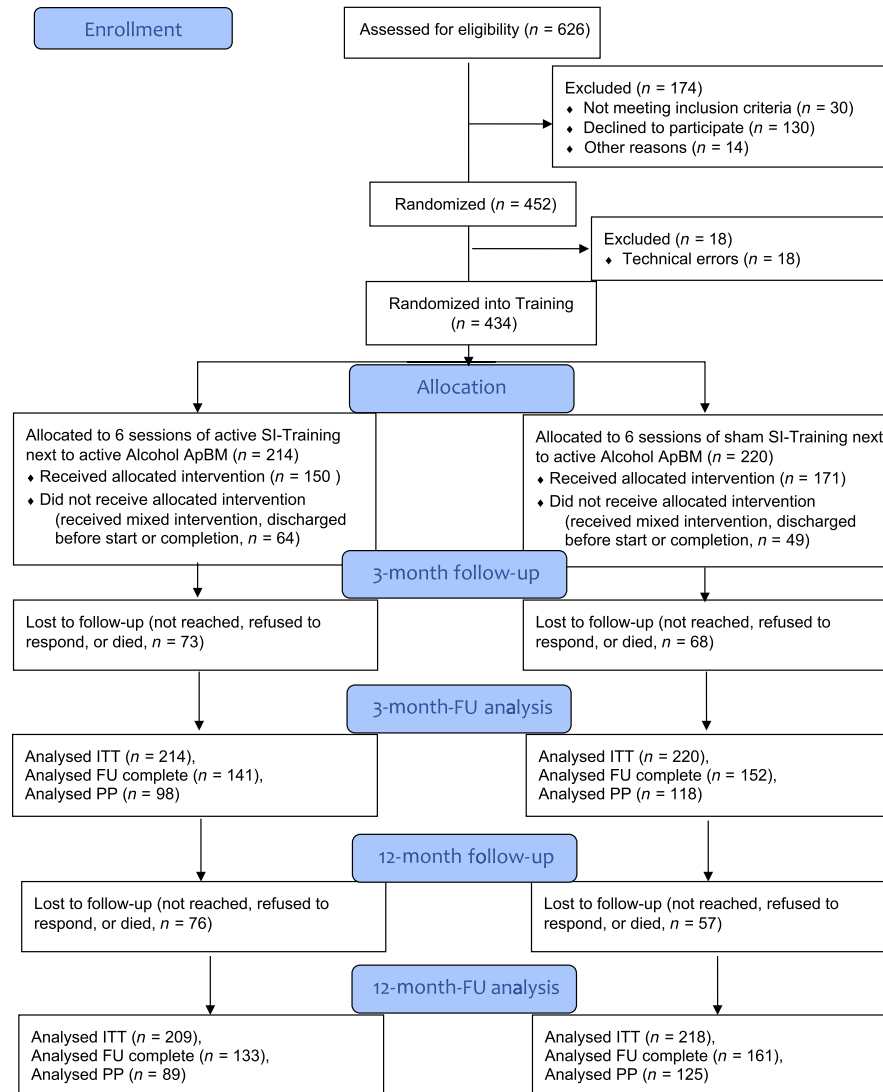 Enrollment
Assessed for eligibility (n = 626)
Excluded (n = 174)
♦ Not meeting inclusion criteria (n = 30)
♦ Declined to participate (n = 130)
♦ Other reasons (n = 14)
Randomized (n = 452)
Excluded (n = 18)
♦ Technical errors (n = 18)
Randomized into Training
(n = 434)
Allocation
Allocated to 6 sessions of active SI-Training
next to active Alcohol ApBM (n = 214)
♦ Received allocated intervention (n = 150 )
♦ Did not receive allocated intervention
(received mixed intervention, discharged
before start or completion, n = 64)
Allocated to 6 sessions of sham SI-Training next
to active Alcohol ApBM (n = 220)
♦ Received allocated intervention (n = 171)
♦ Did not receive allocated intervention
(received mixed intervention, discharged
before start or completion, n = 49)
3-month follow-up
Lost to follow-up (not reached, refused to
respond, or died, n = 73)
Lost to follow-up (not reached, refused to
respond, or died, n = 68)
3-month-FU analysis
Analysed ITT (n = 214),
Analysed FU complete (n = 141),
Analysed PP (n = 98)
Analysed ITT (n = 220),
Analysed FU complete (n = 152),
Analysed PP (n = 118)
12-month follow-up
Lost to follow-up (not reached, refused to
respond, or died, n = 76)
Lost to follow-up (not reached, refused to
respond, or died, n = 57)
12-month-FU analysis
Analysed ITT (n = 209),
Analysed FU complete (n = 133),
Analysed PP (n = 89)
Analysed ITT (n = 218),
Analysed FU complete (n = 161),
Analysed PP (n = 125)